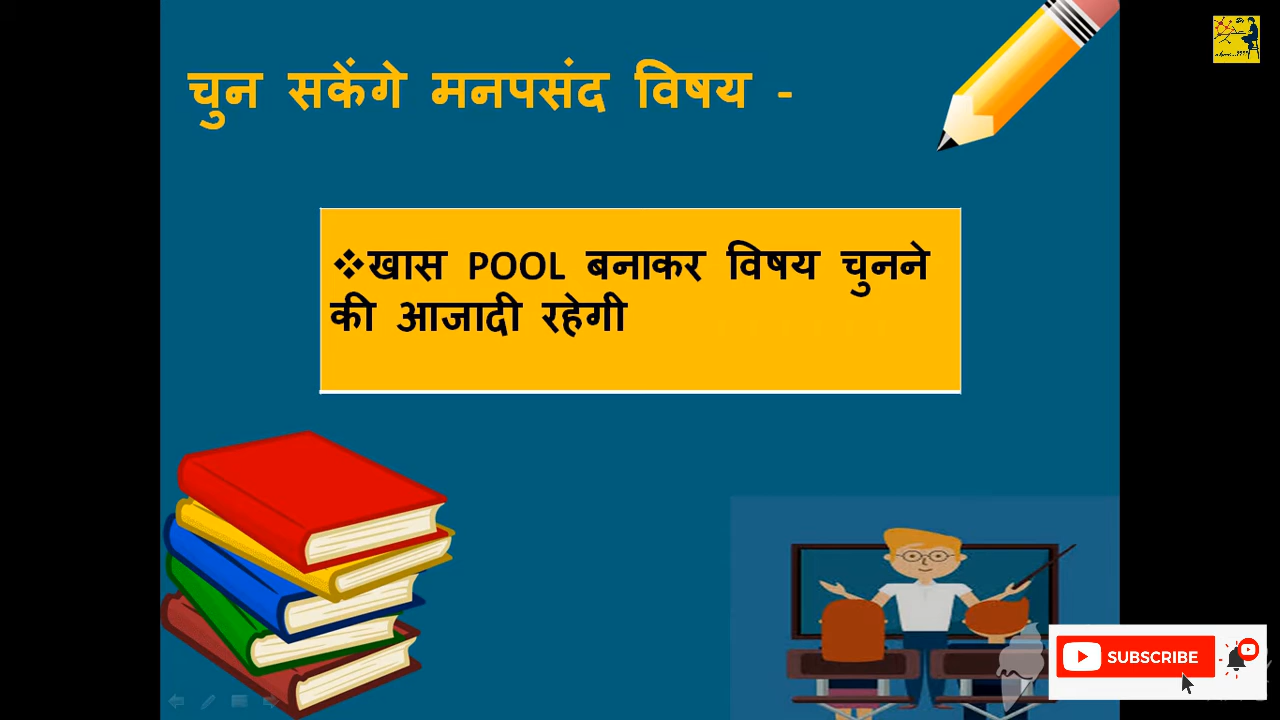 चुन सकेंगे मनपसंद विषय -
❖खास POOL बनाकर विषय चुनने
की आजादी रहेगी
SUBSCRIBE